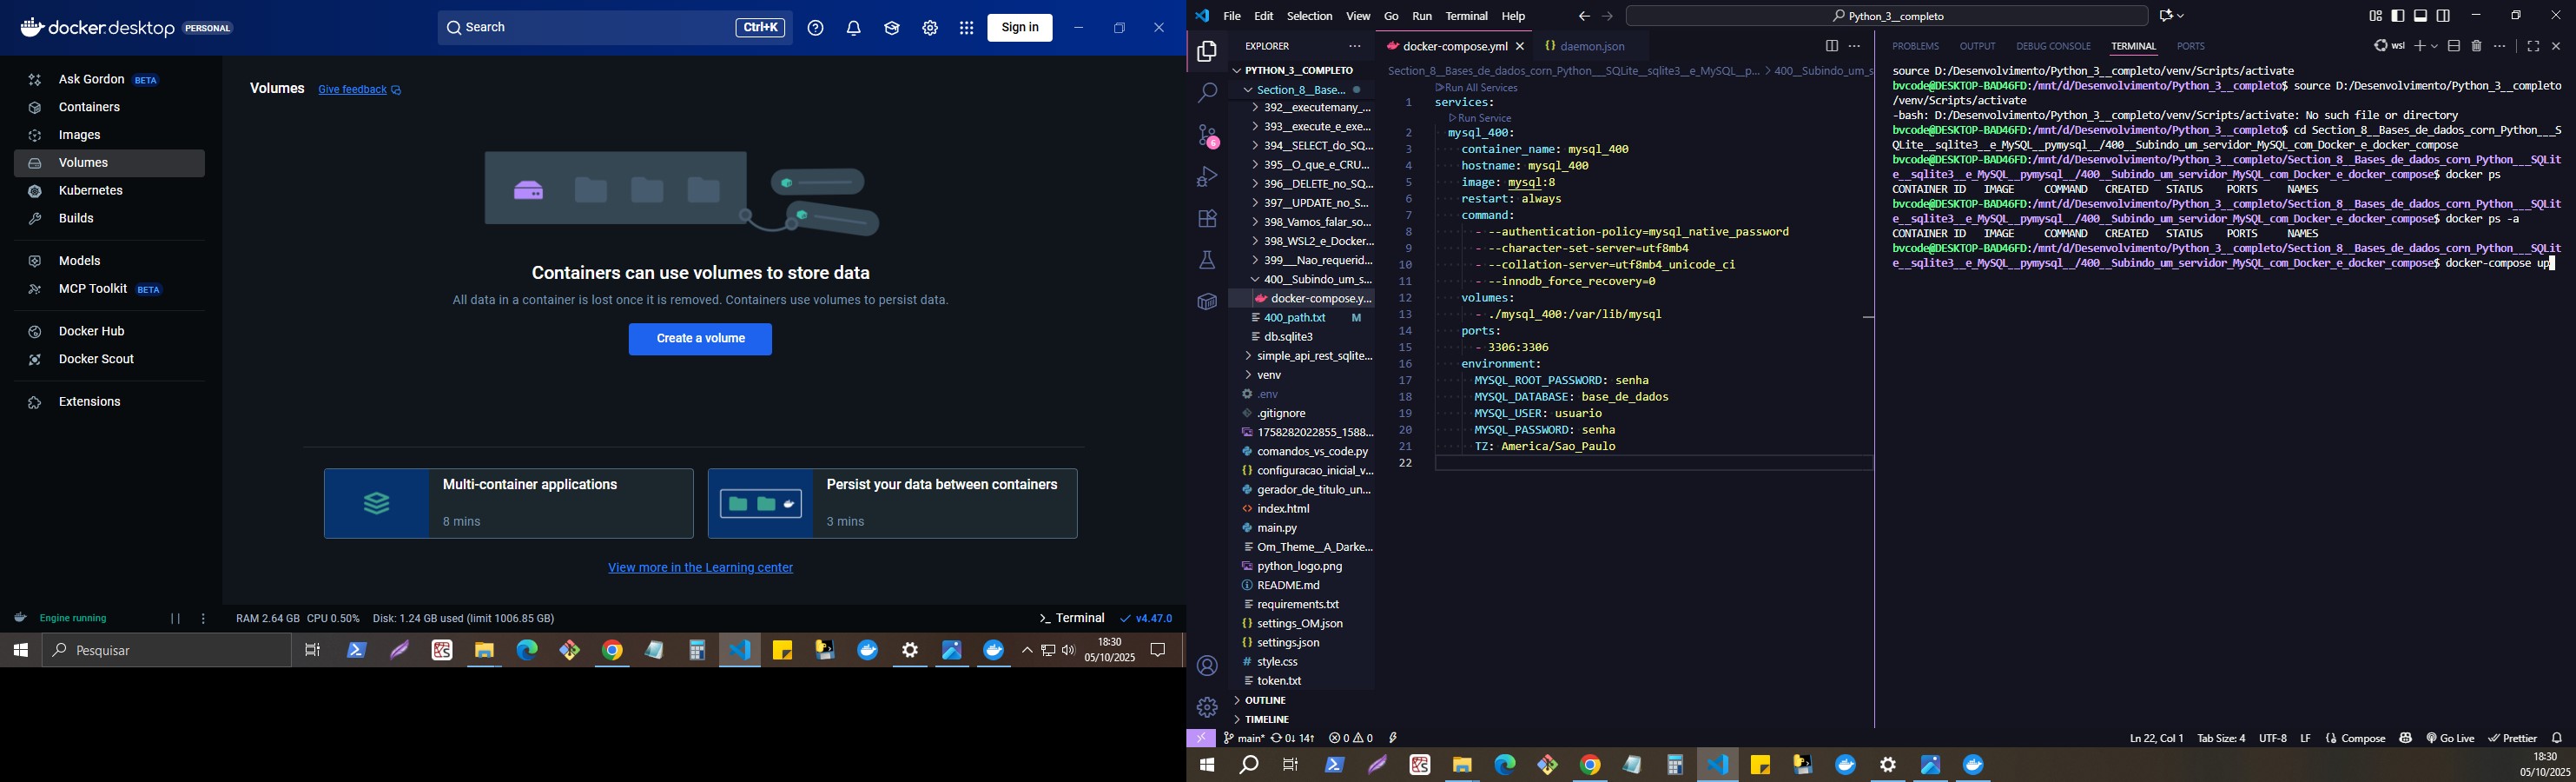 docker.desktop PERSONAL
Search
Ctrl+K
Sign in
Ask Gordon BETA
Containers
Images
Volumes
Kubernetes
Builds
Models
MCP Toolkit BETA
Docker Hub
Docker Scout
Extensions
Volumes Give feedback
Containers can use volumes to store data
All data in a container is lost once it is removed. Containers use volumes to persist data.
Create a volume
Multi-container applications
8 mins
Persist your data between containers
3 mins
View more in the Learning center
Engine running
RAM 2.64 GB CPU 0.50% Disk: 1.24 GB used (limit 1006.85 GB)
>_ Terminal
v4.47.0
Pesquisar
18:30
05/10/2025
File Edit Selection View Go Run Terminal Help
Python_3__completo
EXPLORER
PYTHON_3__COMPLETO
Section_8__Base...
392__executemany_...
393__execute_e_exe...
394__SELECT_do_SQ...
395__O_que_e_CRU...
396__DELETE_no_SQ...
397__UPDATE_no_S...
398_Vamos_falar_so...
398_WSL2_e_Docker...
399___Nao_requerid...
400__Subindo_um_s...
docker-compose.y...
400_path.txt M
db.sqlite3
simple_api_rest_sqlite...
venv
.env
.gitignore
1758282022855_1588...
comandos_vs_code.py
configuracao_inicial_v...
gerador_de_titulo_un...
index.html
main.py
Om_Theme__A_Darke...
python_logo.png
README.md
requirements.txt
settings_OM.json
settings.json
style.css
token.txt
OUTLINE
TIMELINE
6
docker-compose.yml
daemon.json
Section_8__Bases_de_dados_corn_Python___SQLite__sqlite3__e_MySQL__p... > 400__Subindo_um_s
Run All Services
1 services:
Run Service
2 mysql_400:
3 container_name: mysql_400
4 hostname: mysql_400
5 image: mysql:8
6 restart: always
7 command:
8 - --authentication-policy=mysql_native_password
9 - --character-set-server=utf8mb4
10 - --collation-server=utf8mb4_unicode_ci
11 - --innodb_force_recovery=0
12 volumes:
13 - ./mysql_400:/var/lib/mysql
14 ports:
15 - 3306:3306
16 environment:
17 MYSQL_ROOT_PASSWORD: senha
18 MYSQL_DATABASE: base_de_dados
19 MYSQL_USER: usuario
20 MYSQL_PASSWORD: senha
21 TZ: America/Sao_Paulo
22
PROBLEMS OUTPUT DEBUG CONSOLE TERMINAL PORTS
wsl
source D:/Desenvolvimento/Python_3__completo/venv/Scripts/activate
bvcode@DESKTOP-BAD46FD:/mnt/d/Desenvolvimento/Python_3__completo$ source D:/Desenvolvimento/Python_3__completo
/venv/Scripts/activate
-bash: D:/Desenvolvimento/Python_3__completo/venv/Scripts/activate: No such file or directory
bvcode@DESKTOP-BAD46FD:/mnt/d/Desenvolvimento/Python_3__completo$ cd Section_8__Bases_de_dados_corn_Python___S
QLite__sqlite3__e_MySQL__pymysql__/400__Subindo_um_servidor_MySQL_com_Docker_e_docker_compose
bvcode@DESKTOP-BAD46FD:/mnt/d/Desenvolvimento/Python_3__completo/Section_8__Bases_de_dados_corn_Python___SQLit
e__sqlite3__e_MySQL__pymysql__/400__Subindo_um_servidor_MySQL_com_Docker_e_docker_compose$ docker ps
CONTAINER ID IMAGE COMMAND CREATED STATUS PORTS NAMES
bvcode@DESKTOP-BAD46FD:/mnt/d/Desenvolvimento/Python_3__completo/Section_8__Bases_de_dados_corn_Python___SQLit
e__sqlite3__e_MySQL__pymysql__/400__Subindo_um_servidor_MySQL_com_Docker_e_docker_compose$ docker ps -a
CONTAINER ID IMAGE COMMAND CREATED STATUS PORTS NAMES
bvcode@DESKTOP-BAD46FD:/mnt/d/Desenvolvimento/Python_3__completo/Section_8__Bases_de_dados_corn_Python___SQLit
e__sqlite3__e_MySQL__pymysql__/400__Subindo_um_servidor_MySQL_com_Docker_e_docker_compose$ docker-compose up
main* 0↓ 14↑ 0 0
Ln 22, Col 1 Tab Size: 4 UTF-8 LF Compose Go Live Prettier
18:30
05/10/2025